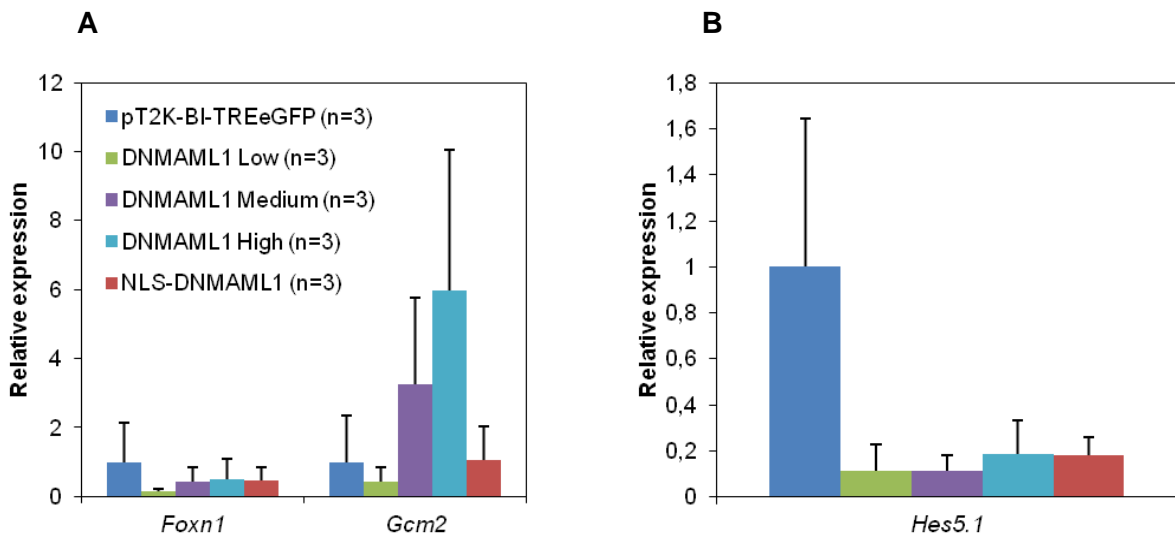 A
Relative expression
12
10
8
6
4
2
0
pT2K-BI-TREeGFP (n=3)
DNMAML1 Low (n=3)
DNMAML1 Medium (n=3)
DNMAML1 High (n=3)
NLS-DNMAML1 (n=3)
Foxn1
Gcm2
B
Relative expression
1,8
1,6
1,4
1,2
1
0,8
0,6
0,4
0,2
0
Hes5.1